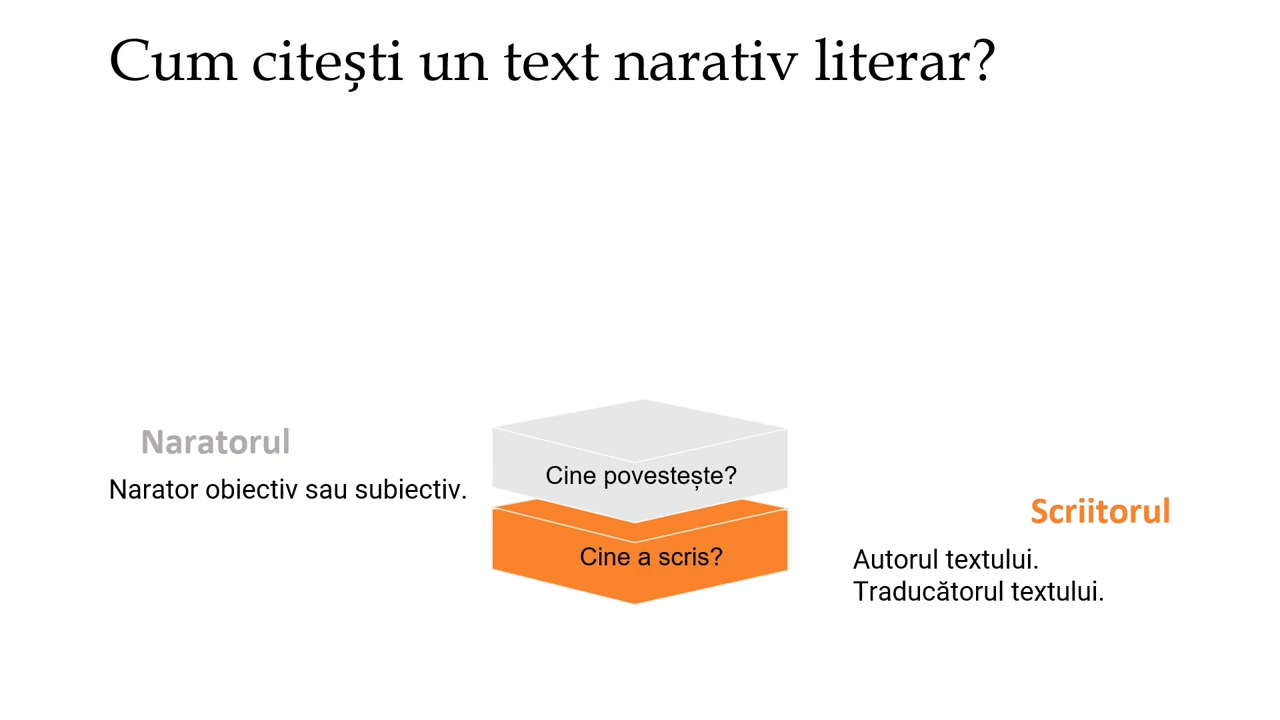 Cum citești un text narativ literar?
Naratorul
Narator obiectiv sau subiectiv.
Cine povestește?
Cine a scris?
Scriitorul
Autorul textului.
Traducătorul textului.